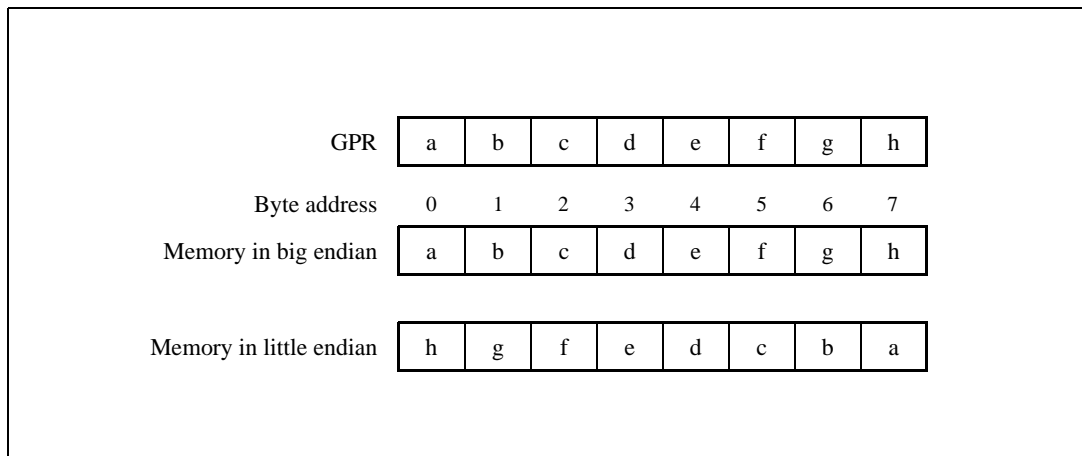 GPR a b c d e f g h
Byte address 0 1 2 3 4 5 6 7
Memory in big endian a b c d e f g h
Memory in little endian h g f e d c b a